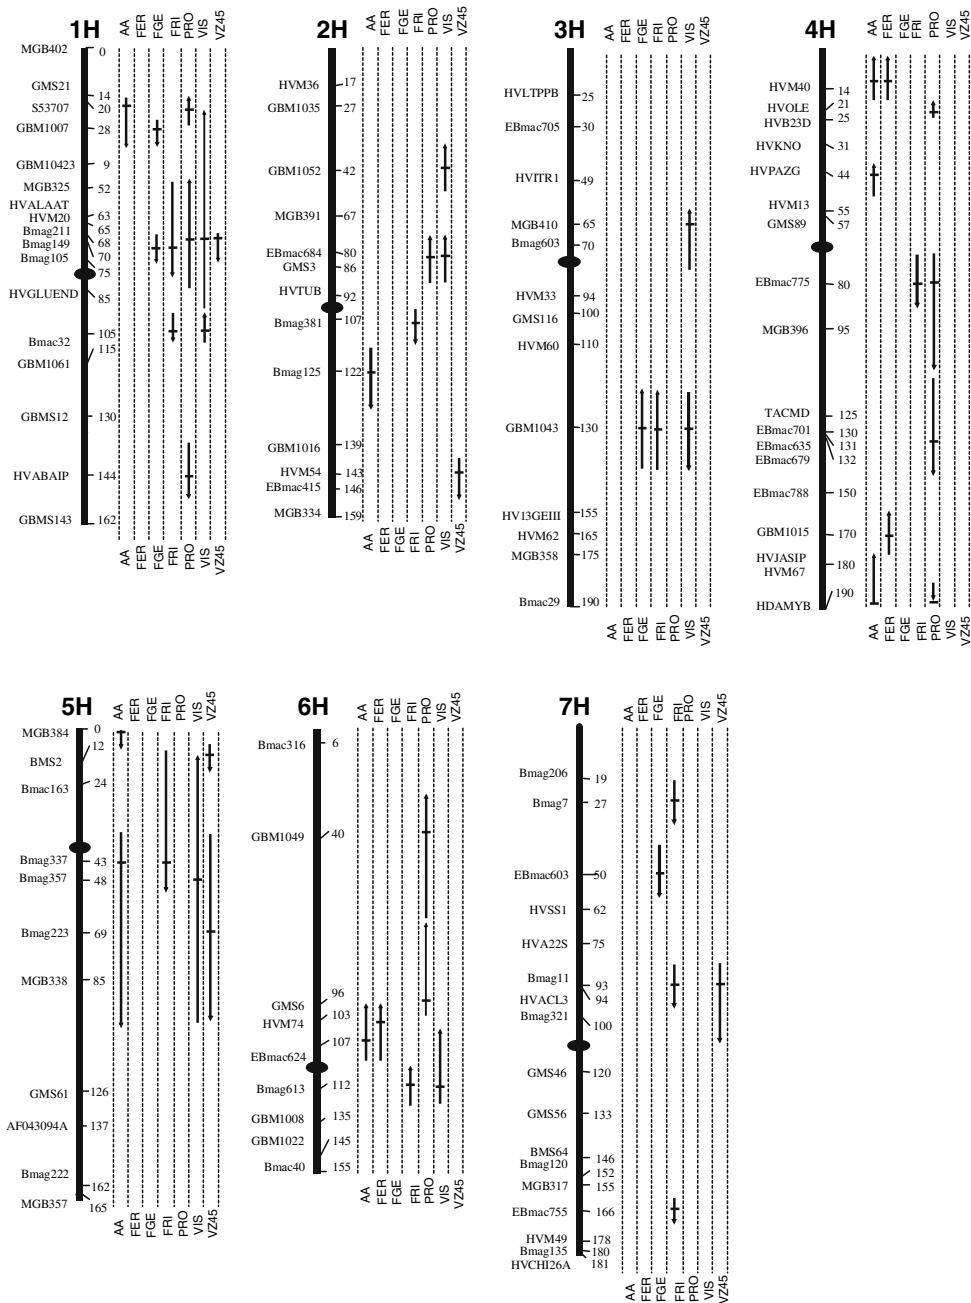 1H
AA FER FGE FRI PRO VIS VZ45
MGB402 0
GMS21 14
S53707 20
GBM1007 28
GBM10423 9
MGB325 52
HVALAAT
HVM20 63
Bmag211 65
Bmag149 68
Bmag105 70
75
HVGLUEND 85
105
Bmac32
115
GBM1061
GBMS12 130
HVABAIP 144
GBMS143 162
AA FER FGE FRI PRO VIS VZ45
2H
AA FER FGE FRI PRO VIS VZ45
HVM36 17
GBM1035 27
GBM1052 42
MGB391 67
EBmac684 80
GMS3 86
HVTUB 92
Bmag381 107
Bmag125 122
GBM1016 139
HVM54 143
EBmac415 146
MGB334 159
AA FER FGE FRI PRO VIS VZ45
3H
AA FER FGE FRI PRO VIS VZ45
HVLTPPB 25
EBmac705 30
HVITR1 49
MGB410 65
Bmag603 70
HVM33 94
GMS116 100
HVM60 110
GBM1043 130
HV13GEIII 155
HVM62 165
MGB358 175
Bmac29 190
AA FER FGE FRI PRO VIS VZ45
4H
AA FER FGE FRI PRO VIS VZ45
HVM40 14
HVOLE 21
HVB23D 25
HVKNO 31
HVPAZG 44
HVM13 55
GMS89 57
EBmac775 80
MGB396 95
TACMD 125
EBmac701 130
EBmac635 131
EBmac679 132
EBmac788 150
GBM1015 170
HVJASIP 180
HVM67
190
HDAMYB
AA FER FGE FRI PRO VIS VZ45
5H
AA FER FGE FRI PRO VIS VZ45
MGB384 0
12
BMS2
Bmac163 24
Bmag337 43
Bmag357 48
Bmag223 69
MGB338 85
GMS61 126
AF043094A 137
Bmag222 162
MGB357 165
AA FER FGE FRI PRO VIS VZ45
6H
AA FER FGE FRI PRO VIS VZ45
Bmac316 6
GBM1049 40
GMS6 96
HVM74 103
107
EBmac624
Bmag613 112
GBM1008 135
GBM1022 145
Bmac40 155
AA FER FGE FRI PRO VIS VZ45
7H
AA FER FGE FRI PRO VIS VZ45
Bmag206 19
Bmag7 27
EBmac603 50
HVSS1 62
HVA22S 75
Bmag11 93
HVACL3 94
Bmag321 100
GMS46 120
GMS56 133
BMS64 146
Bmag120 152
MGB317 155
EBmac755 166
HVM49 178
Bmag135 180
HVCHI26A 181
AA FER FGE FRI PRO VIS VZ45